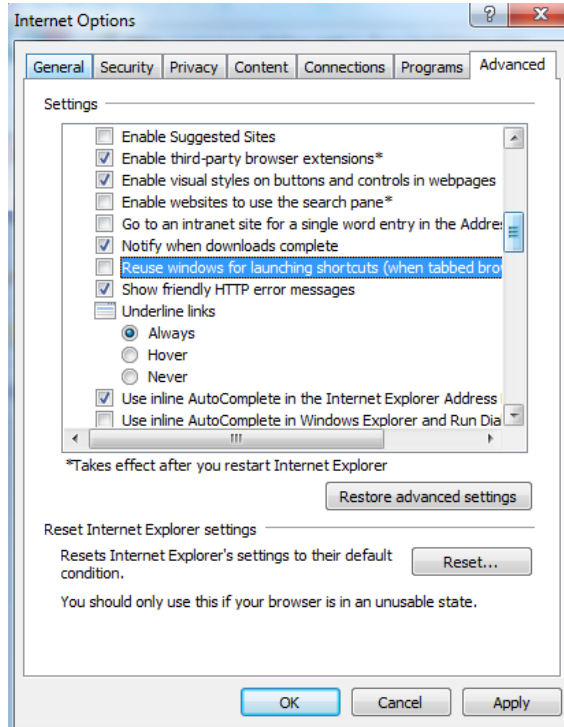 Internet Options
General Security Privacy Content Connections Programs Advanced
Settings
Enable Suggested Sites
Enable third-party browser extensions*
Enable visual styles on buttons and controls in webpages
Enable websites to use the search pane*
Go to an intranet site for a single word entry in the
Notify when downloads complete
Reuse windows for launching shortcuts (when tabbed
Show friendly HTTP error messages
Underline links
Always
Hover
Never
Use inline AutoComplete in the Internet Explorer Address
Use inline AutoComplete in Windows Explorer and Run
*Takes effect after you restart Internet Explorer
Restore advanced settings
Reset Internet Explorer settings
Resets Internet Explorer's settings to their default
condition.
Reset...
You should only use this if your browser is in an unusable state.
OK Cancel Apply